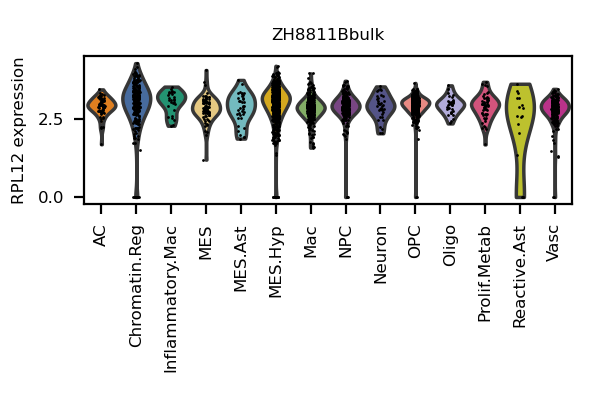 ZH8811Bbulk
RPL12 expression
2.5
0.0
AC
Chromatin.Reg
Inflammatory.Mac
MES
MES.Ast
MES.Hyp
Mac
NPC
Neuron
OPC
Oligo
Prolif.Metab
Reactive.Ast
Vasc